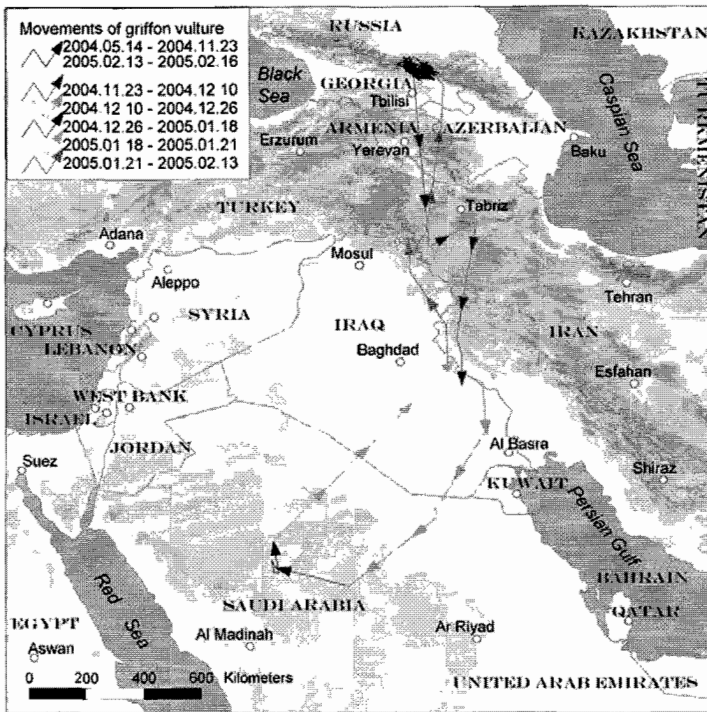 Movements of griffon vulture
2004.05.14 - 2004.11.23
2005.02.13 - 2005.02.16
2004.11.23 - 2004.12.10
2004.12.10 - 2004.12.26
2004.12.26 - 2005.01.18
2005.01.18 - 2005.01.21
2005.01.21 - 2005.02.13
RUSSIA
KAZAKHSTAN
Black Sea
GEORGIA
Tbilisi
Caspian Sea
TURKMENISTAN
ARMENIA
AZERBAIJAN
Erzurum
Yerevan
Baku
TURKEY
Tabriz
Adana
Mosul
Aleppo
Tehran
CYPRUS
SYRIA
IRAQ
IRAN
LEBANON
Baghdad
Esfahan
WEST BANK
ISRAEL
JORDAN
Al Basra
Suez
Shiraz
KUWAIT
Persian Gulf
Red Sea
BAHRAIN
SAUDI ARABIA
QATAR
EGYPT
Al Madinah
Ar Riyad
Aswan
0 200 400 600 Kilometers
UNITED ARAB EMIRATES